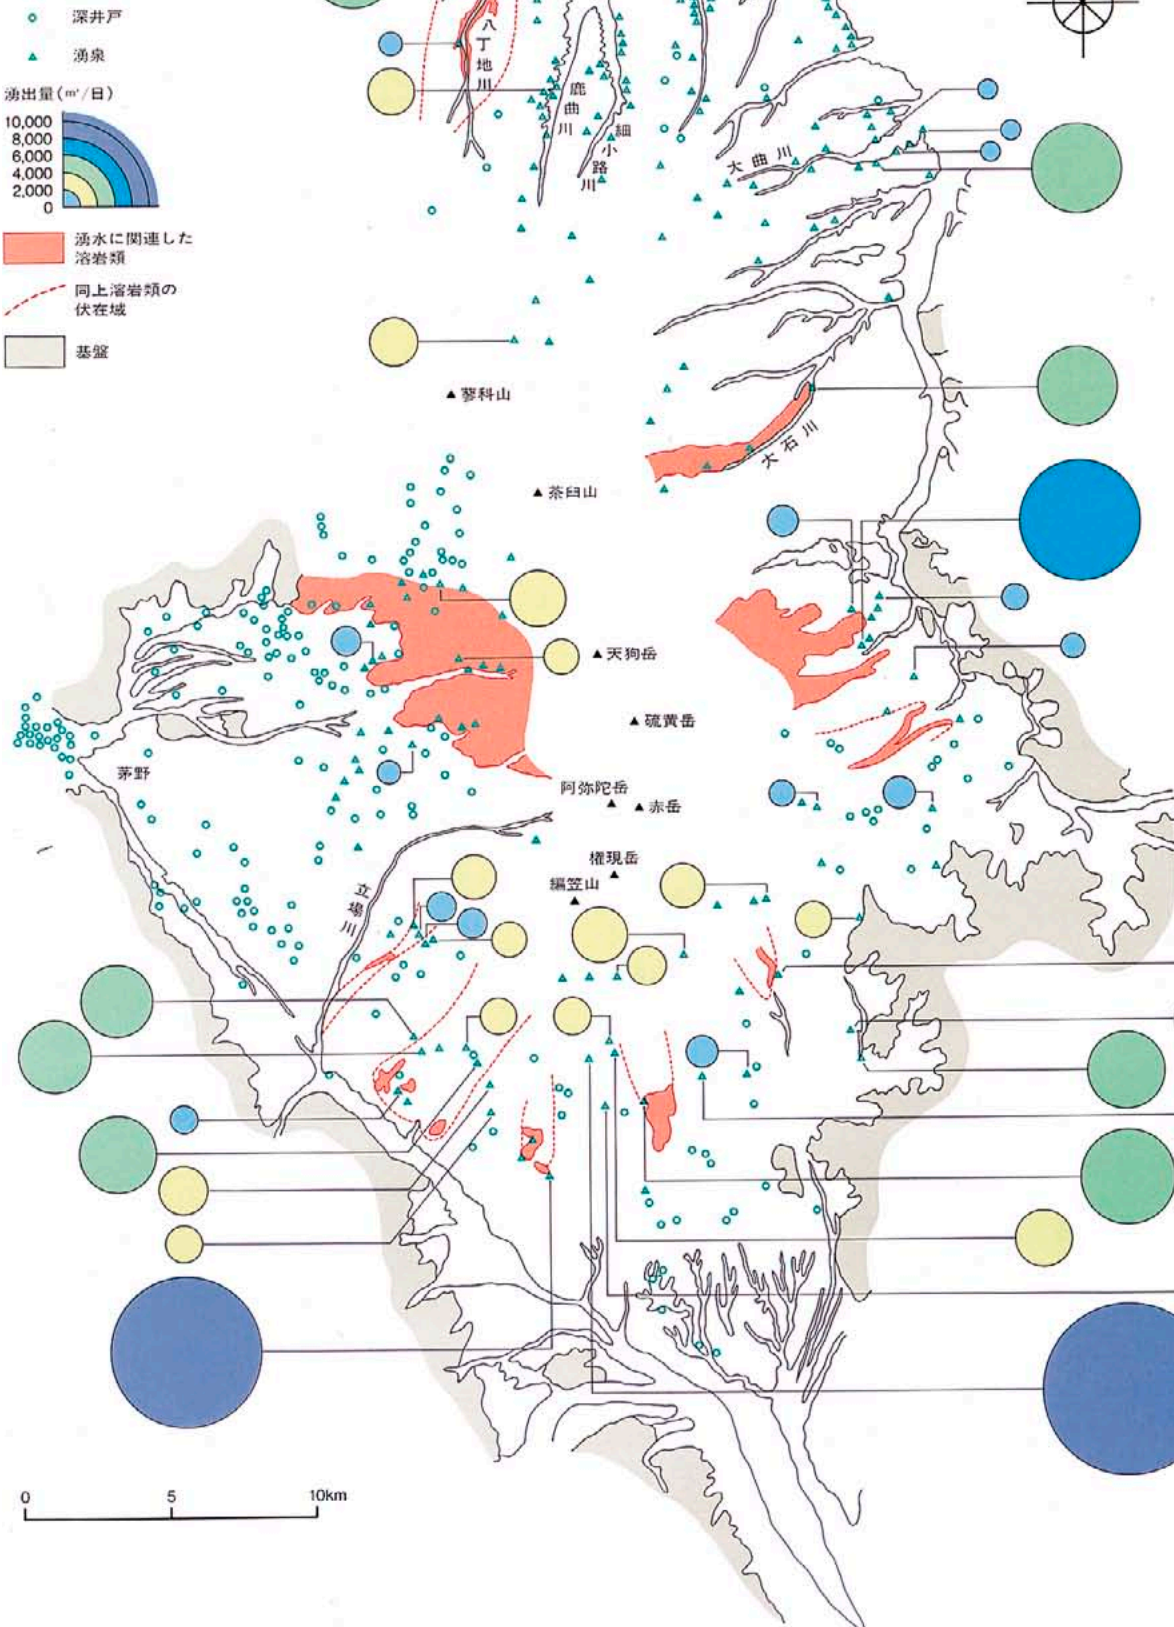 深井戸
湧泉
湧出量(m³/日)
10,000
8,000
6,000
4,000
2,000
0
湧水に関連した
溶岩類
同上溶岩類の
伏在域
基盤
八丁地川
鹿曲川
細小路川
大曲川
蓼科山
大石川
茶臼山
天狗岳
硫黄岳
茅野
阿弥陀岳
赤岳
権現岳
編笠山
立場川
0 5 10km